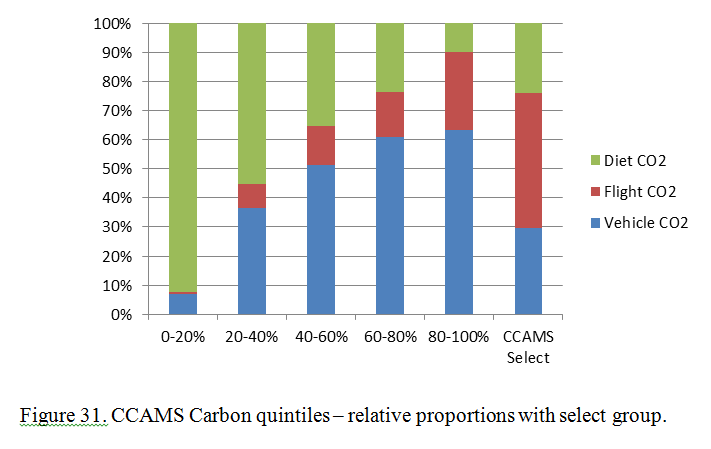 100%
90%
80%
70%
60%
50%
40%
30%
20%
10%
0%
0-20% 20-40% 40-60% 60-80% 80-100% CCAMS
Select
Diet CO2
Flight CO2
Vehicle CO2
Figure 31. CCAMS Carbon quintiles – relative proportions with select group.